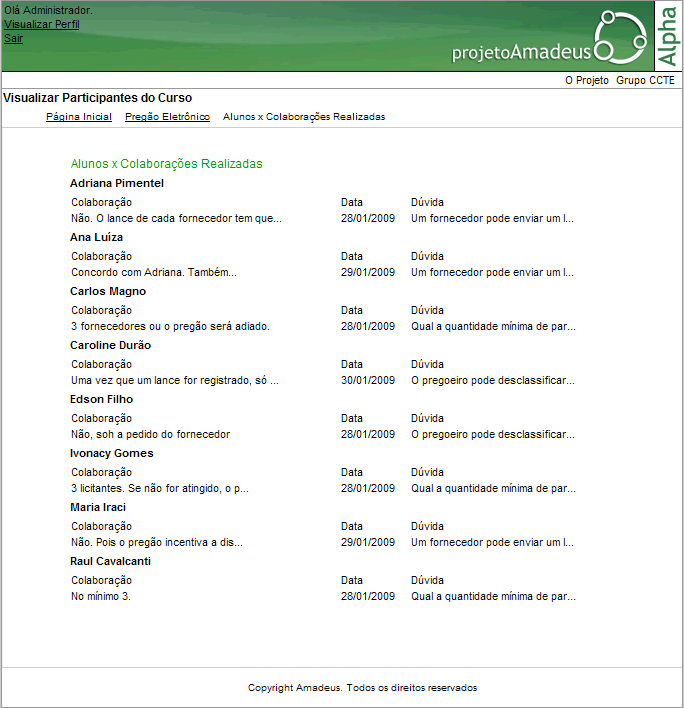 Olá Administrador.
Visualizar Perfil
Sair
projetoAmadeus
Alpha
O Projeto Grupo CCTE
Visualizar Participantes do Curso
Página Inicial Pregão Eletrônico Alunos x Colaborações Realizadas
Alunos x Colaborações Realizadas
Adriana Pimentel
Colaboração Data Dúvida
Não. O lance de cada fornecedor tem que... 28/01/2009 Um fornecedor pode enviar um l...
Ana Luíza
Colaboração Data Dúvida
Concordo com Adriana. Também... 29/01/2009 Um fornecedor pode enviar um l...
Carlos Magno
Colaboração Data Dúvida
3 fornecedores ou o pregão será adiado. 28/01/2009 Qual a quantidade mínima de par...
Caroline Durão
Colaboração Data Dúvida
Uma vez que um lance for registrado, só ... 30/01/2009 O pregoeiro pode desclassificar...
Edson Filho
Colaboração Data Dúvida
Não, soh a pedido do fornecedor 28/01/2009 O pregoeiro pode desclassificar...
Ivonacy Gomes
Colaboração Data Dúvida
3 licitantes. Se não for atingido, o p... 28/01/2009 Qual a quantidade mínima de par...
Maria Iraci
Colaboração Data Dúvida
Não. Pois o pregão incentiva a dis... 29/01/2009 Um fornecedor pode enviar um l...
Raul Cavalcanti
Colaboração Data Dúvida
No mínimo 3. 28/01/2009 Qual a quantidade mínima de par...
Copyright Amadeus. Todos os direitos reservados